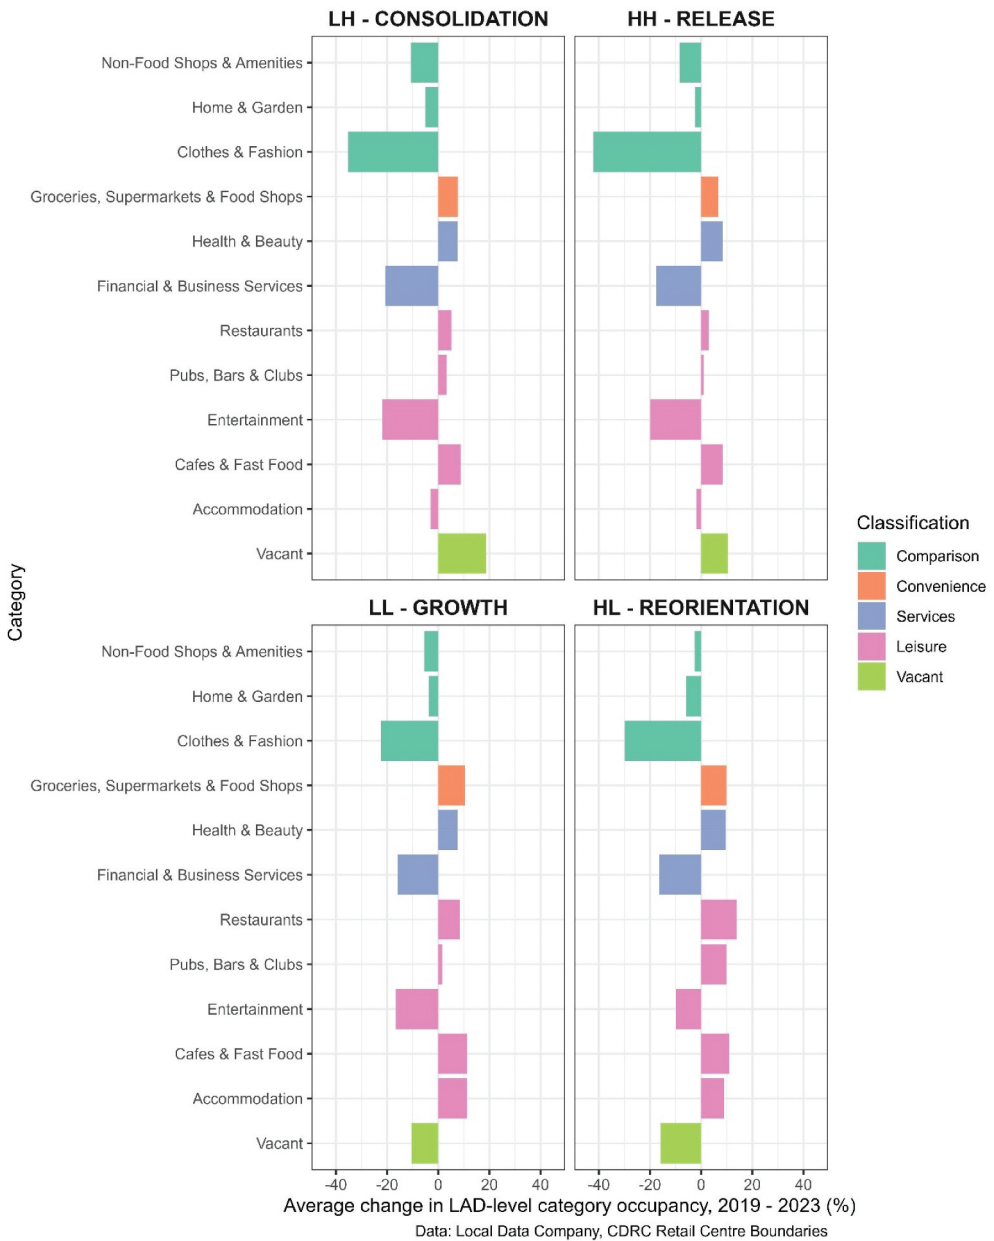 LH - CONSOLIDATION
HH - RELEASE
Non-Food Shops & Amenities
Home & Garden
Clothes & Fashion
Groceries, Supermarkets & Food Shops
Health & Beauty
Financial & Business Services
Restaurants
Pubs, Bars & Clubs
Entertainment
Cafes & Fast Food
Accommodation
Vacant
Category
LL - GROWTH
HL - REORIENTATION
Non-Food Shops & Amenities
Home & Garden
Clothes & Fashion
Groceries, Supermarkets & Food Shops
Health & Beauty
Financial & Business Services
Restaurants
Pubs, Bars & Clubs
Entertainment
Cafes & Fast Food
Accommodation
Vacant
-40 -20 0 20 40
-40 -20 0 20 40
Average change in LAD-level category occupancy, 2019 - 2023 (%)
Data: Local Data Company, CDRC Retail Centre Boundaries
Classification
Comparison
Convenience
Services
Leisure
Vacant